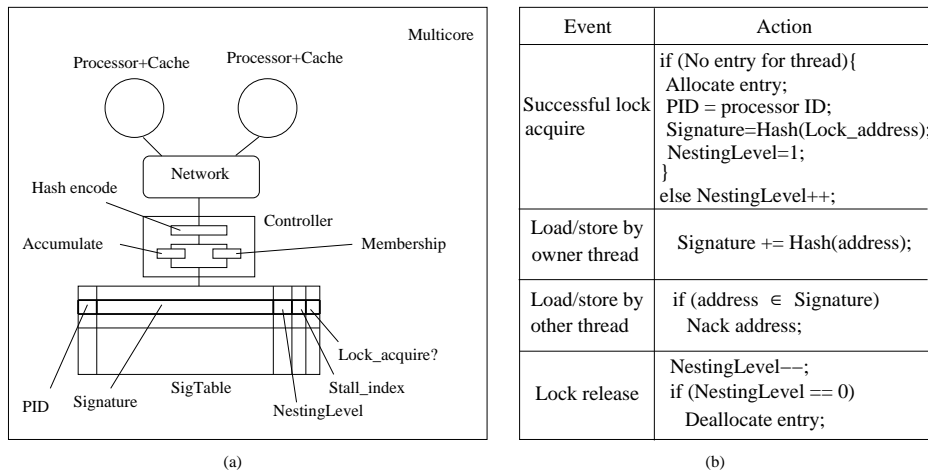 Multicore
Processor+Cache
Processor+Cache
Network
Hash encode
Controller
Accumulate
Membership
Lock_acquire?
SigTable
Stall_index
PID
Signature
NestingLevel
(a)
Event
Action
Successful lock
acquire
if (No entry for thread){
Allocate entry;
PID = processor ID;
Signature=Hash(Lock_address);
NestingLevel=1;
}
else NestingLevel++;
Load/store by
owner thread
Signature += Hash(address);
Load/store by
other thread
if (address ∈ Signature)
Nack address;
Lock release
NestingLevel−−;
if (NestingLevel == 0)
Deallocate entry;
(b)